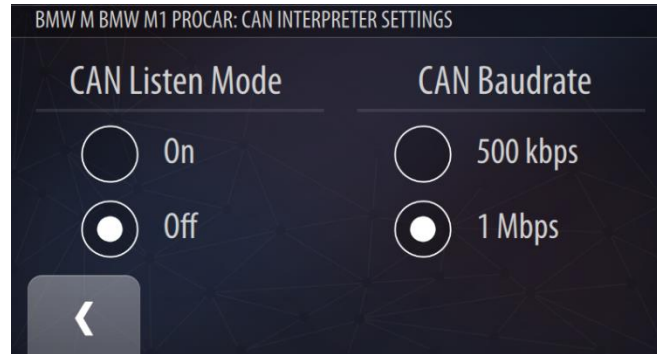 BMW M BMW M1 PROCAR: CAN INTERPRETER SETTINGS
CAN Listen Mode
On
Off
CAN Baudrate
500 kbps
1 Mbps